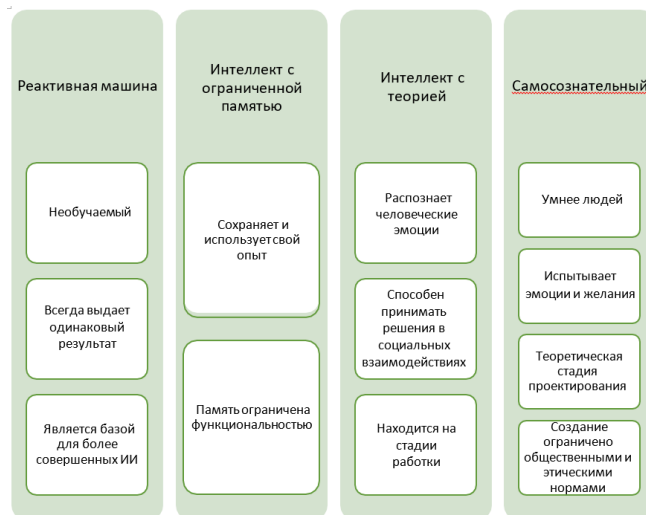 Реактивная машина
Необучаемый
Всегда выдает
одинаковый
результат
Является базой
для более
совершенных ИИ
Интеллект с
ограниченной
памятью
Сохраняет и
используетсвой
опыт
Память ограничена
функциональностью
Интеллект с
теорией
Распознает
человеческие
эмоции
Способен
принимать
решения в
социальных
взаимодействиях
Находится на
стадии
работки
Самосознательный
Умнее людей
Испытывает
эмоции и желания
Теоретическая
стадия
проектирования
Создание
ограничено
общественными и
этическими
нормами